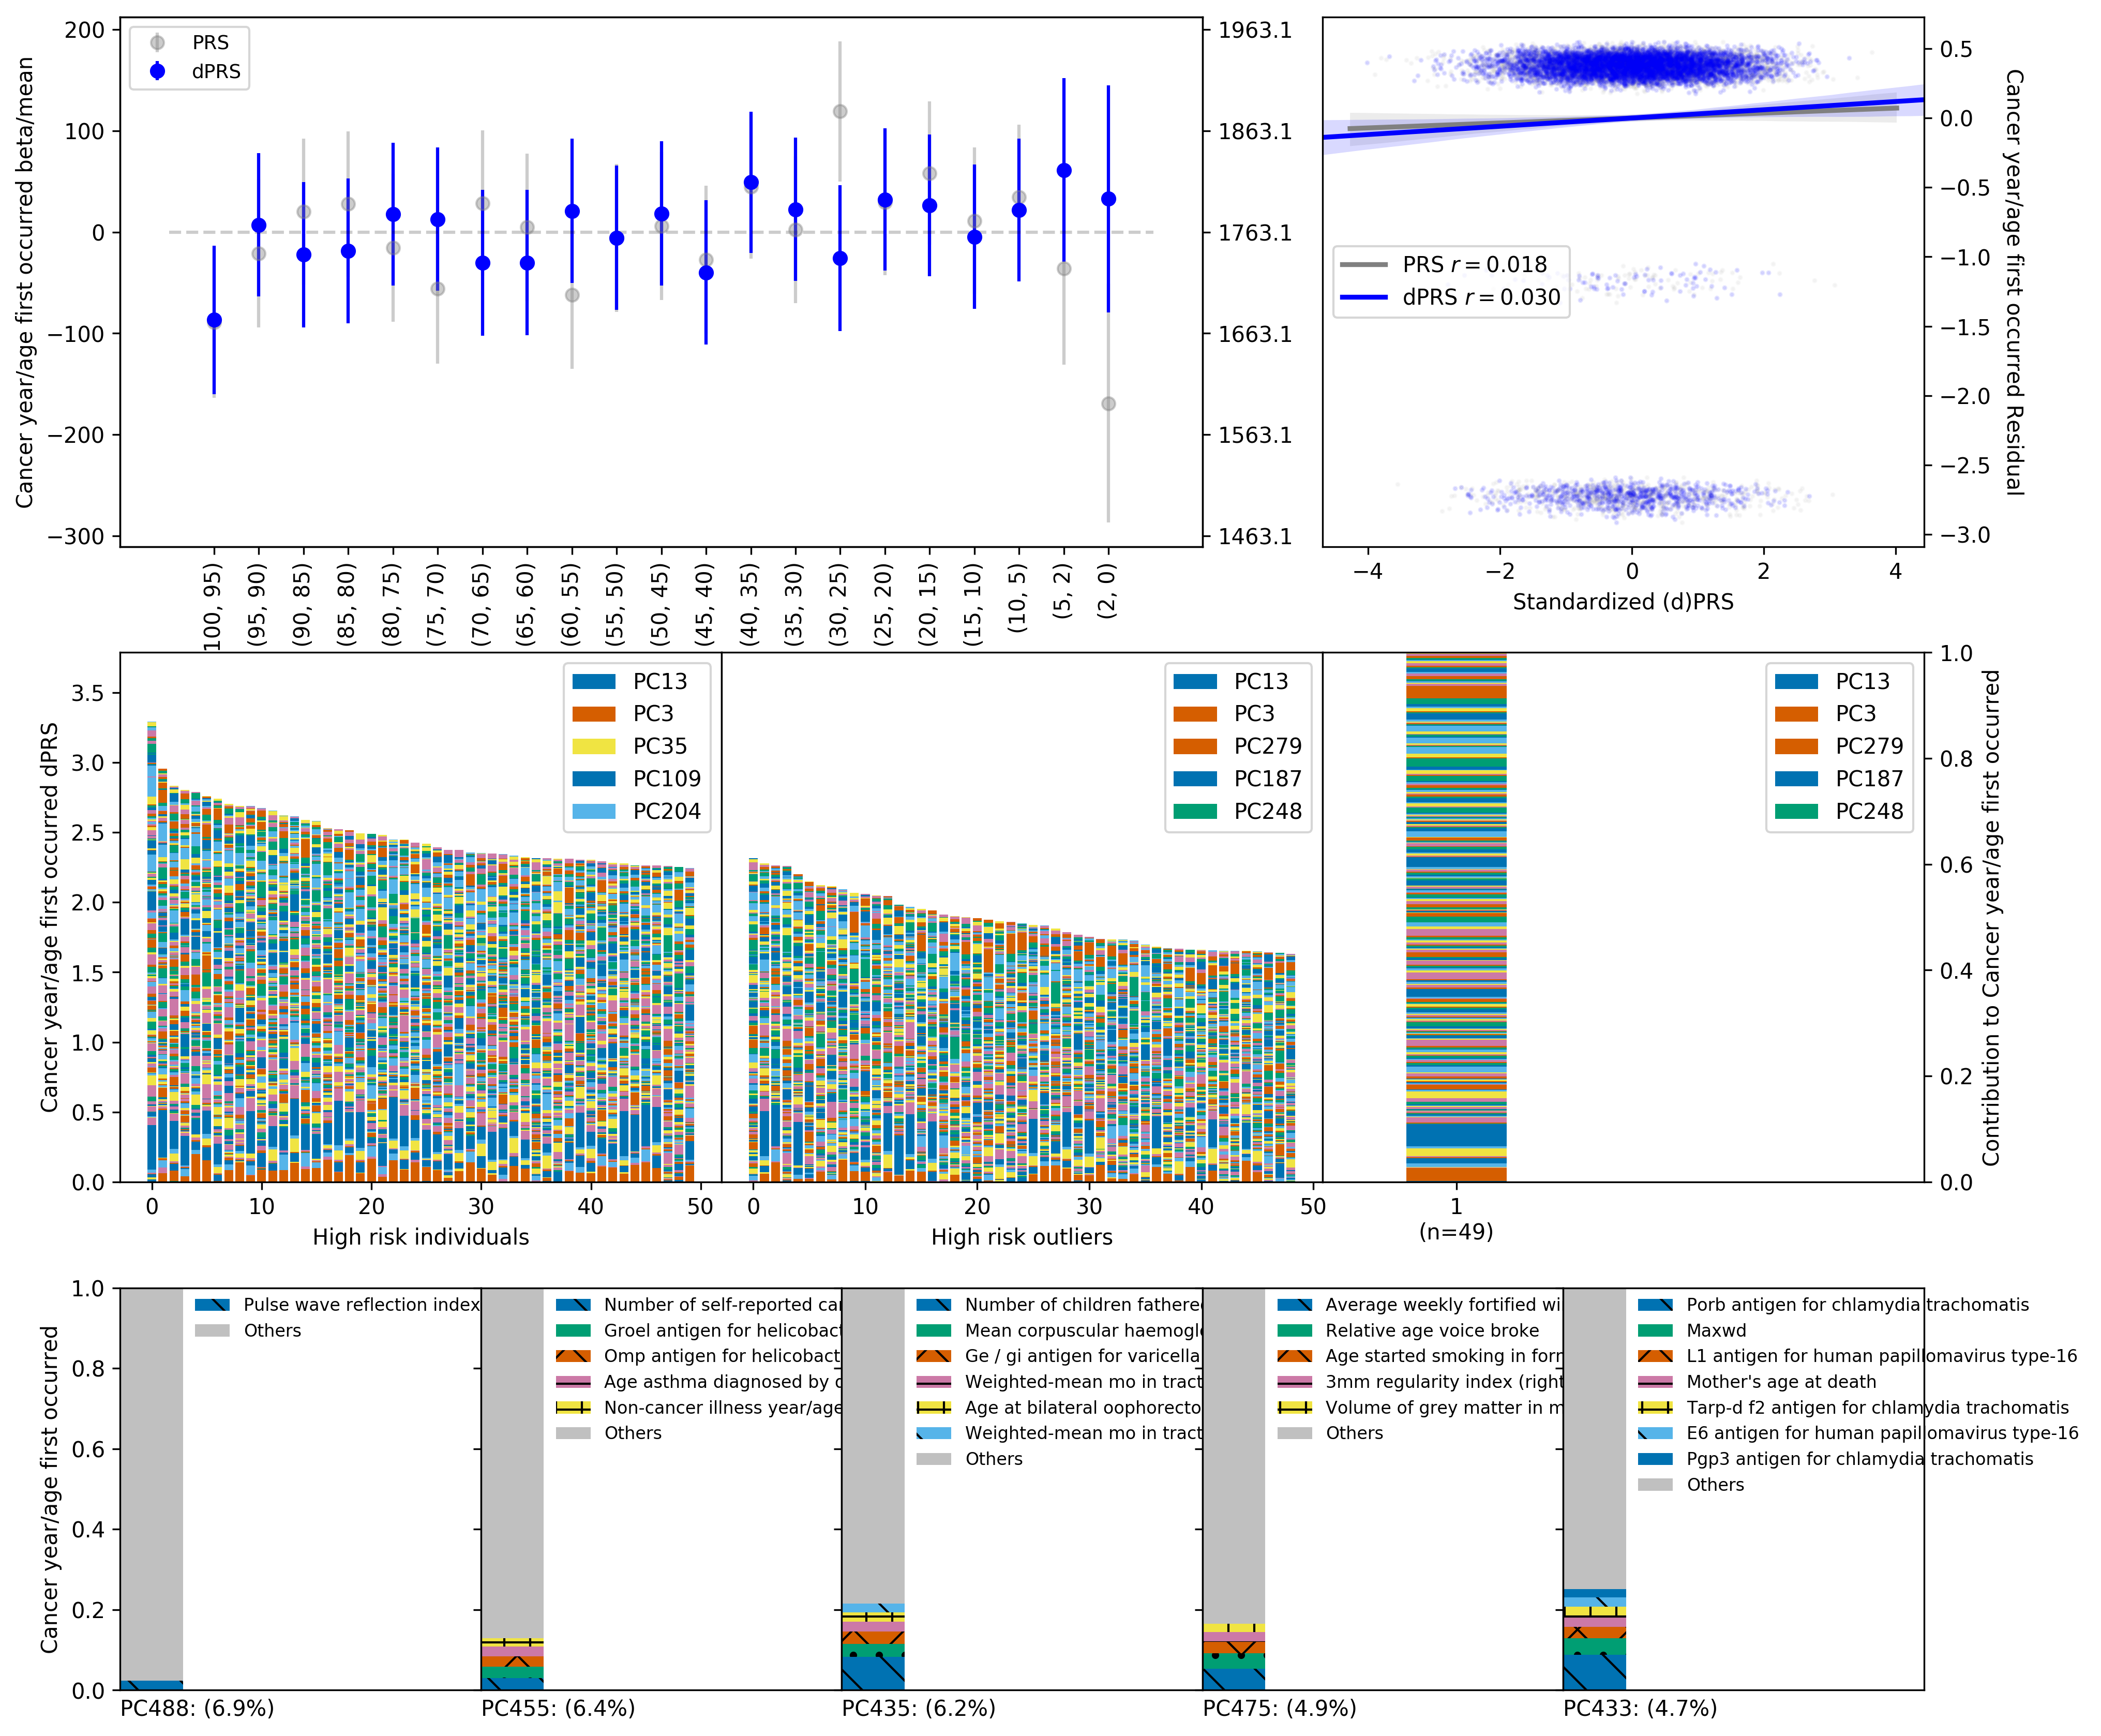 Cancer year/age first occurred beta/mean
200
100
0
−100
−200
−300
PRS
dPRS
1963.1
1863.1
1763.1
1663.1
1563.1
1463.1
100, 95)
(95, 90)
(90, 85)
(85, 80)
(80, 75)
(75, 70)
(70, 65)
(65, 60)
(60, 55)
(55, 50)
(50, 45)
(45, 40)
(40, 35)
(35, 30)
(30, 25)
(25, 20)
(20, 15)
(15, 10)
(10, 5)
(5, 2)
(2, 0)
PRS r = 0.018
dPRS r = 0.030
0.5
0.0
−0.5
−1.0
−1.5
−2.0
−2.5
−3.0
Cancer year/age first occurred Residual
−4
−2
0
2
4
Standardized (d)PRS
Cancer year/age first occurred dPRS
3.5
3.0
2.5
2.0
1.5
1.0
0.5
0.0
PC13
PC3
PC35
PC109
PC204
0
10
20
30
40
50
High risk individuals
PC13
PC3
PC279
PC187
PC248
0
10
20
30
40
50
High risk outliers
PC13
PC3
PC279
PC187
PC248
1
(n=49)
1.0
0.8
0.6
0.4
0.2
0.0
Contribution to Cancer year/age first occurred
Cancer year/age first occurred
1.0
0.8
0.6
0.4
0.2
0.0
Pulse wave reflection index
Others
PC488: (6.9%)
Number of self-reported ca
Groel antigen for helicobact
Omp antigen for helicobact
Age asthma diagnosed by
Non-cancer illness year/age
Others
PC455: (6.4%)
Number of children fathere
Mean corpuscular haemogl
Ge / gi antigen for varicella
Weighted-mean mo in tract
Age at bilateral oophorecto
Weighted-mean mo in tract
Others
PC435: (6.2%)
Average weekly fortified wi
Relative age voice broke
Age started smoking in for
3mm regularity index (right
Volume of grey matter in m
Others
PC475: (4.9%)
Porb antigen for chlamydia trachomatis
Maxwd
L1 antigen for human papillomavirus type-16
Mother's age at death
Tarp-d f2 antigen for chlamydia trachomatis
E6 antigen for human papillomavirus type-16
Pgp3 antigen for chlamydia trachomatis
Others
PC433: (4.7%)